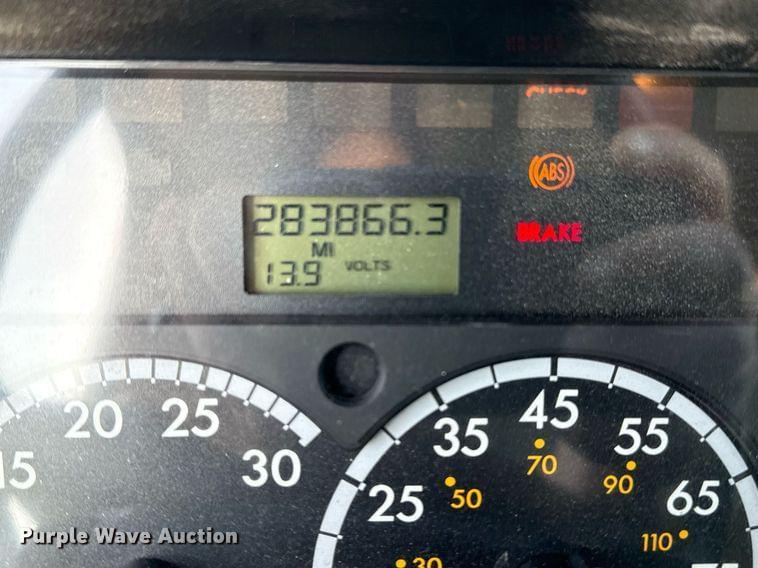 ABS
BRAKE
283866.3
MI
13.9 VOLTS
15 20 25 30
25 35 45 55 65
30 50 70 90 110
Purple Wave Auction